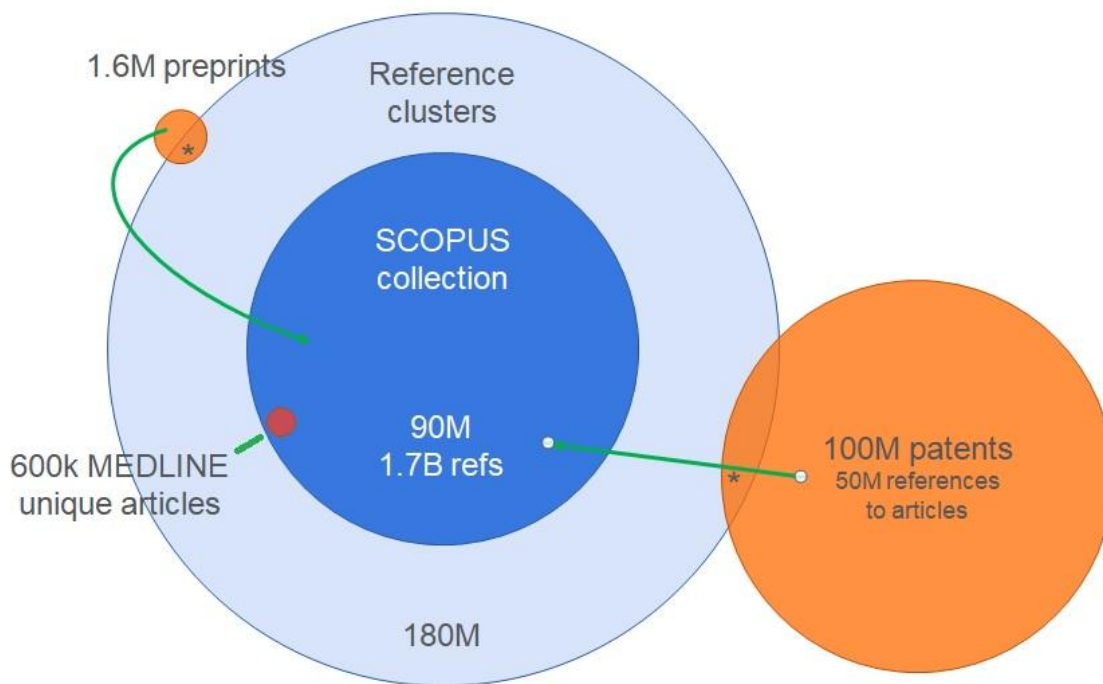 1.6M preprints
*
Reference
clusters
SCOPUS
collection
90M
1.7B refs
600k MEDLINE
unique articles
*
100M patents
50M references
to articles
180M